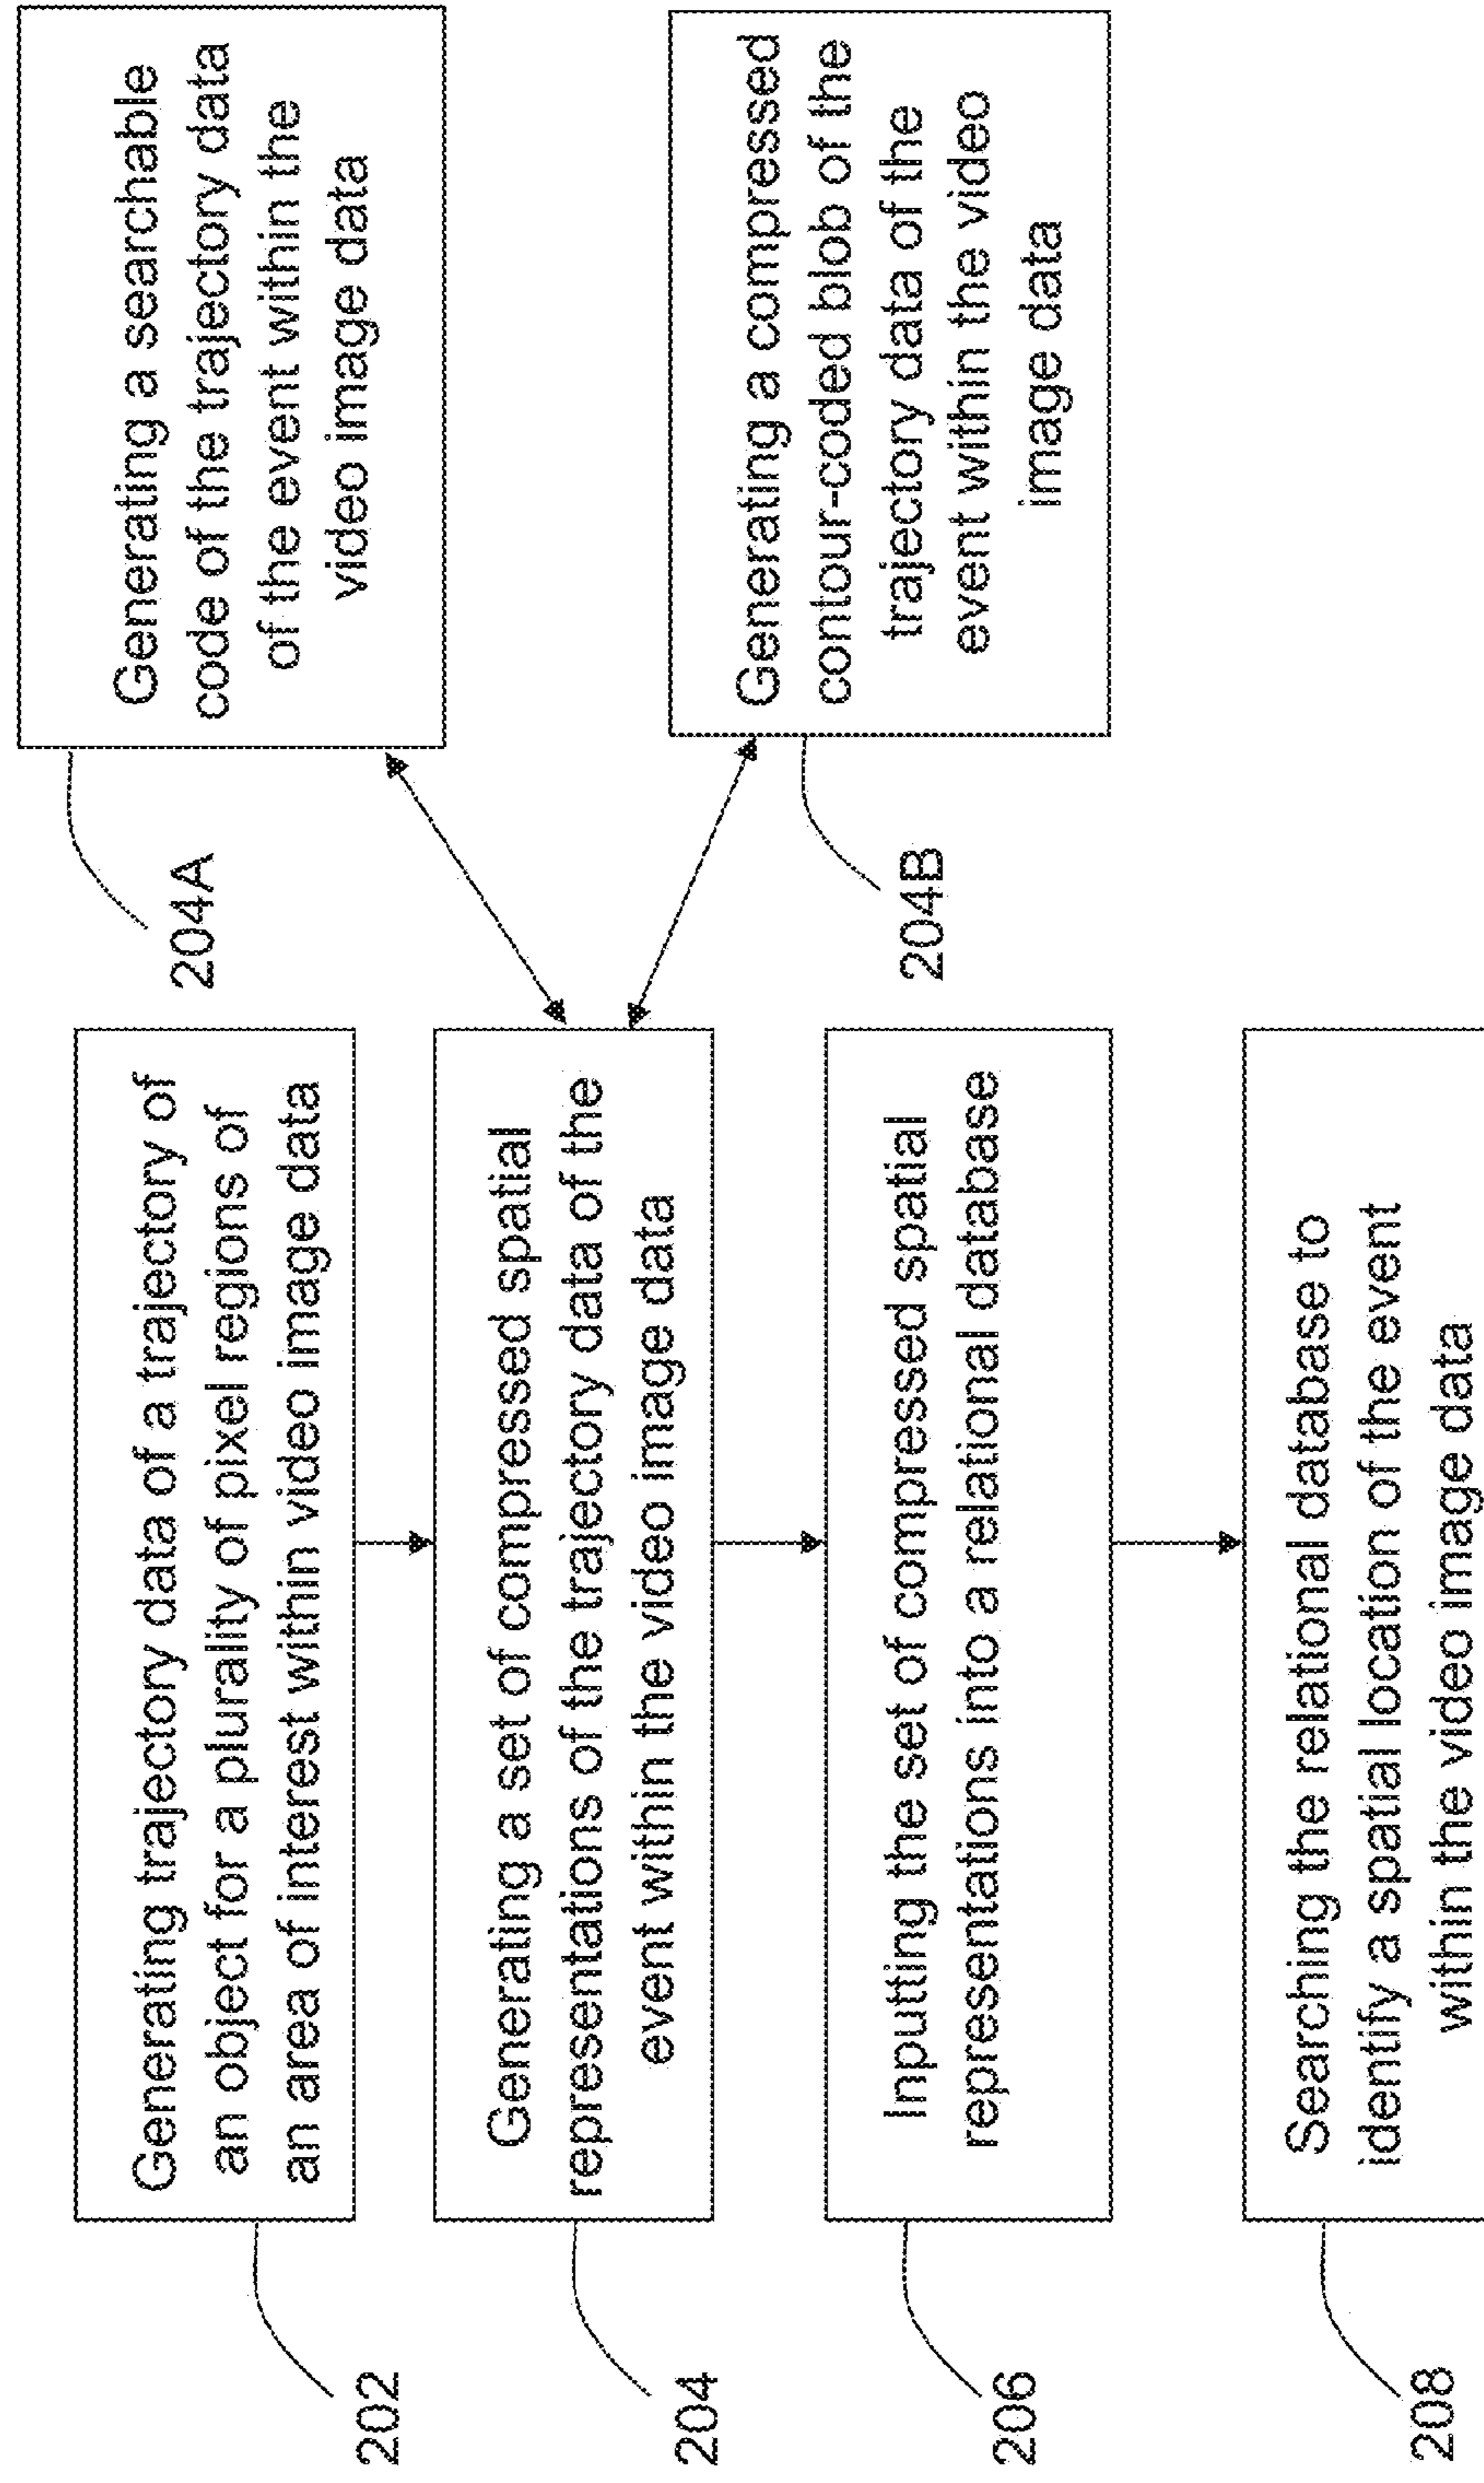 202
Generating trajectory data of a trajectory of
an object for a plurality of pixel regions of
an area of interest within video image data
204
Generating a set of compressed spatial
representations of the trajectory data of the
event within the video image data
204A
Generating a searchable
code of the trajectory data
of the event within the
video image data
204B
Generating a compressed
contour-coded blob of the
trajectory data of the
event within the video
image data
206
Inputting the set of compressed spatial
representations into a relational database
208
Searching the relational database to
identify a spatial location of the event
within the video image data